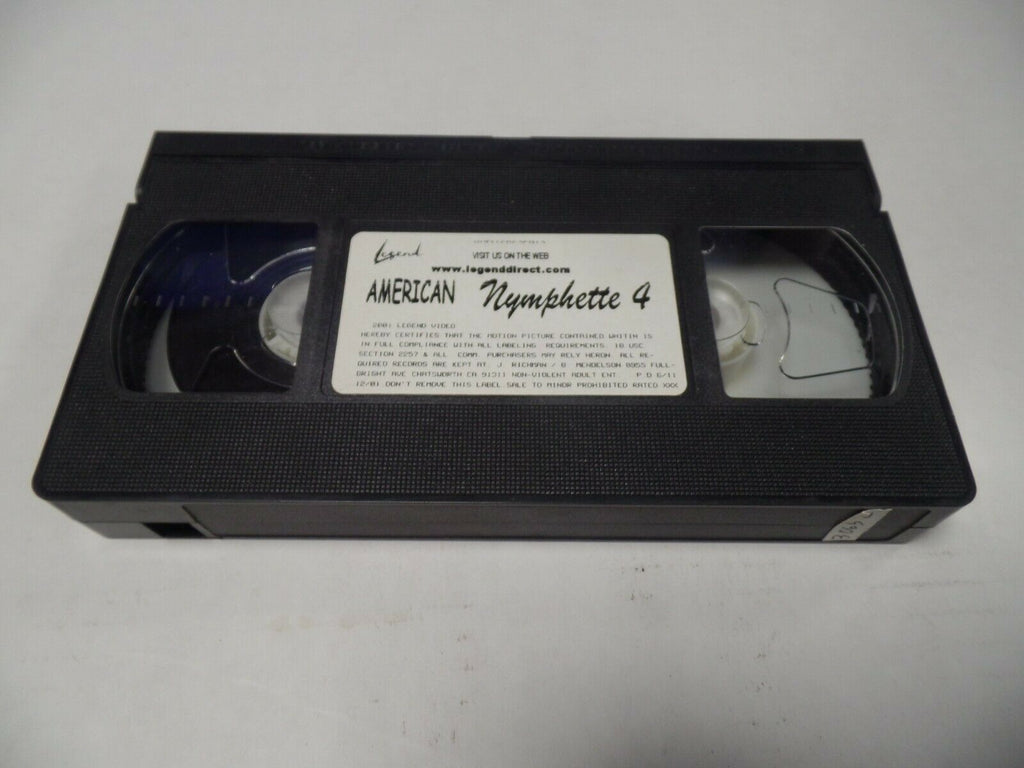 Legend
VISIT US ON THE WEB
www.legenddirect.com
AMERICAN Nymphette 4
2001 LEGEND VIDEO
HEREBY CERTIFIES THAT THE MOTION PICTURE CONTAINED WHITIN IS
IN FULL COMPLIANCE WITH ALL LABELING REQUIREMENTS. 18 USC
SECTION 2257 & ALL COMM. PURCHASERS MAY RELY HERON. ALL RE-
QUIRED RECORDS ARE KEPT AT J. RICHMAN / B MENDELSON 8855 FULL-
BRIGHT AVE CHATSWORTH CA 91311 NON-VIOLENT ADULT ENT. P.D.6/11
12/01 DON'T REMOVE THIS LABEL SALE TO MINOR PROHIBITED RATED XXX